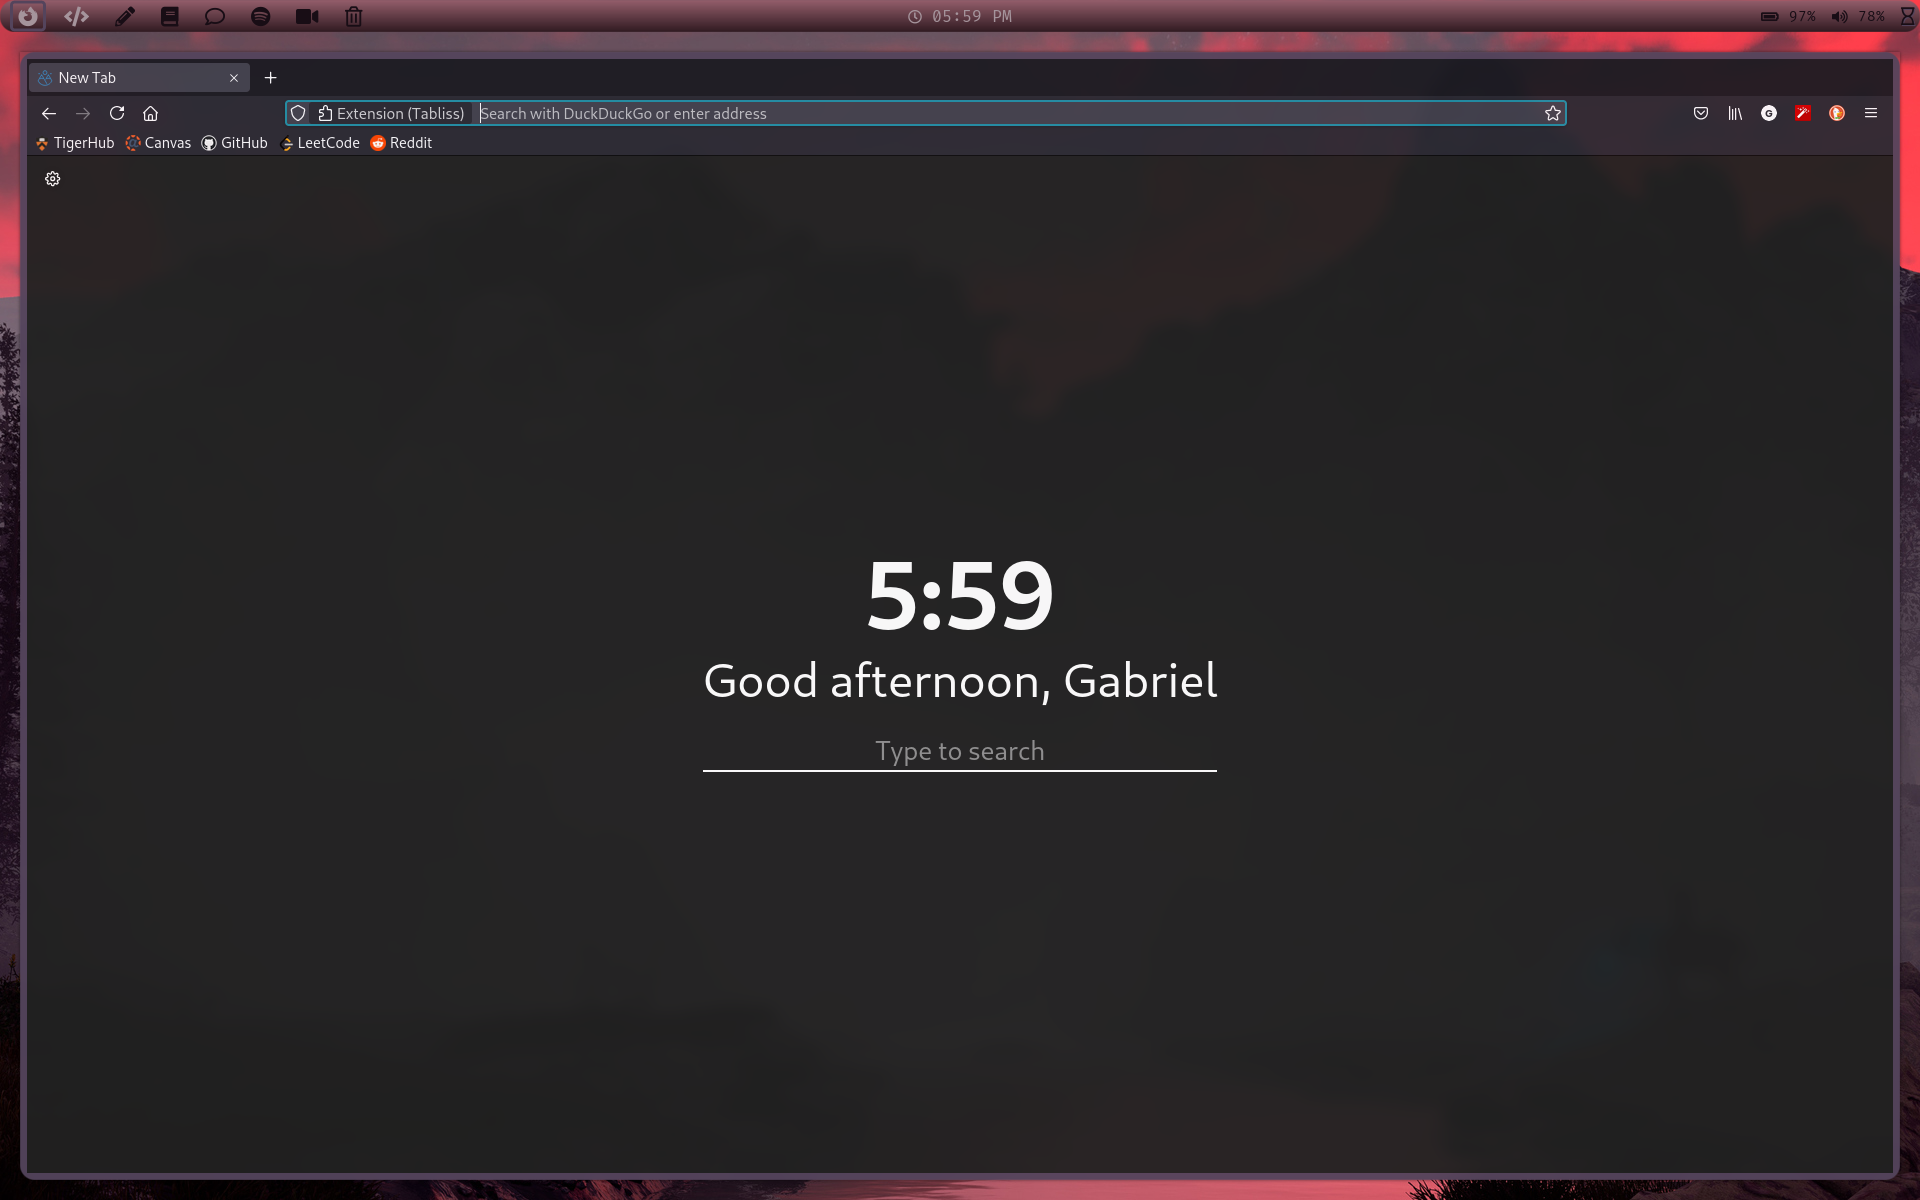 05:59 PM 97% 78%
New Tab
Extension (Tabliss) Search with DuckDuckGo or enter address
TigerHub Canvas GitHub LeetCode Reddit
5:59
Good afternoon, Gabriel
Type to search